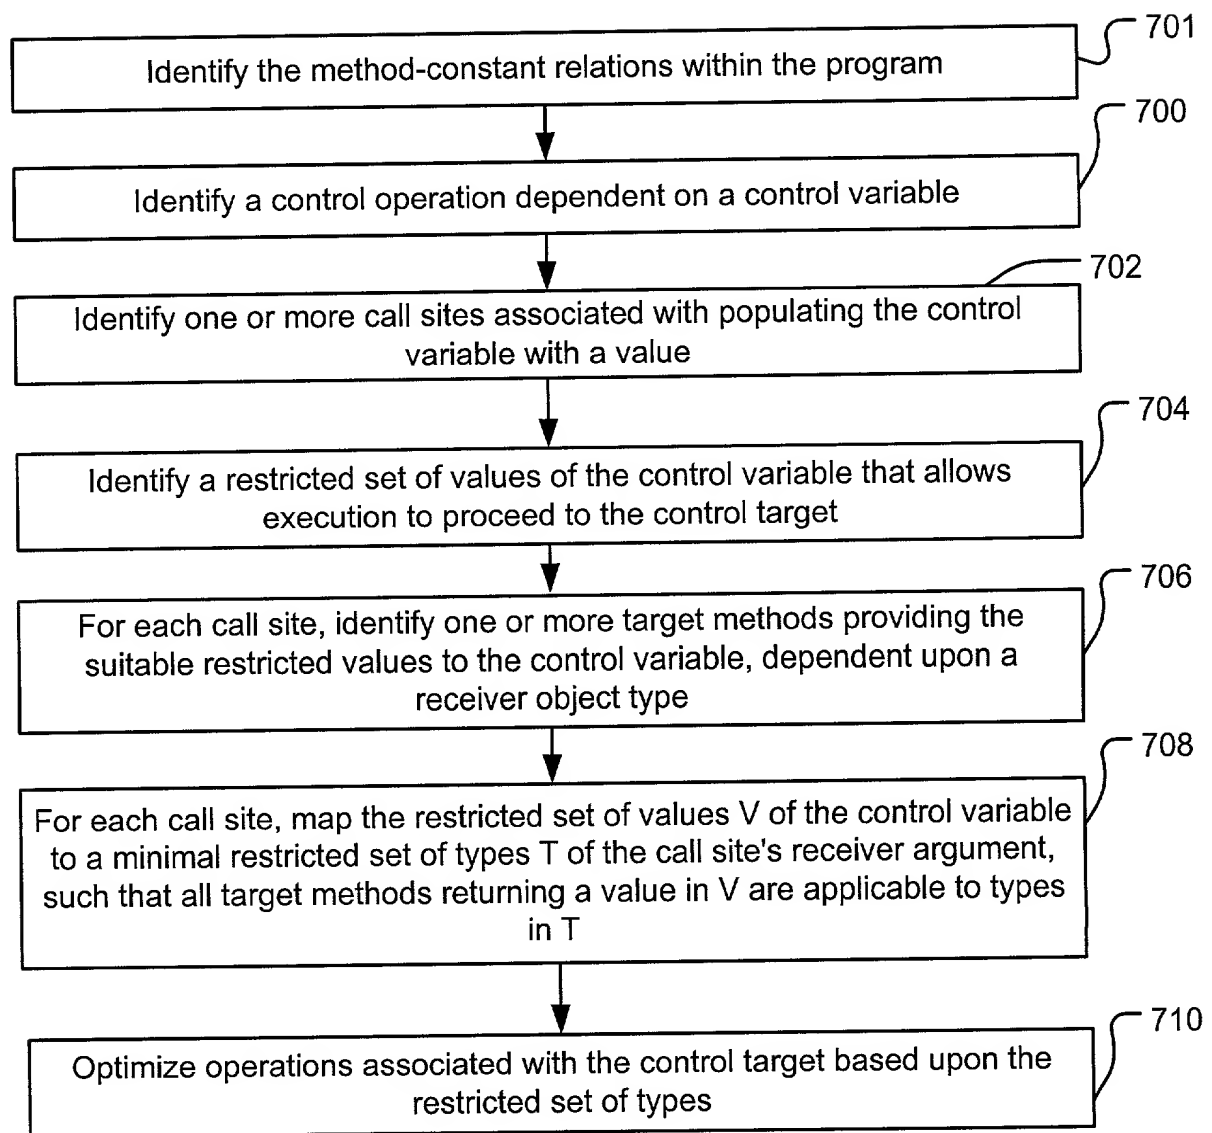 701
Identify the method-constant relations within the program
700
Identify a control operation dependent on a control variable
702
Identify one or more call sites associated with populating the control
variable with a value
704
Identify a restricted set of values of the control variable that allows
execution to proceed to the control target
706
For each call site, identify one or more target methods providing the
suitable restricted values to the control variable, dependent upon a
receiver object type
708
For each call site, map the restricted set of values V of the control variable
to a minimal restricted set of types T of the call site's receiver argument,
such that all target methods returning a value in V are applicable to types
in T
710
Optimize operations associated with the control target based upon the
restricted set of types